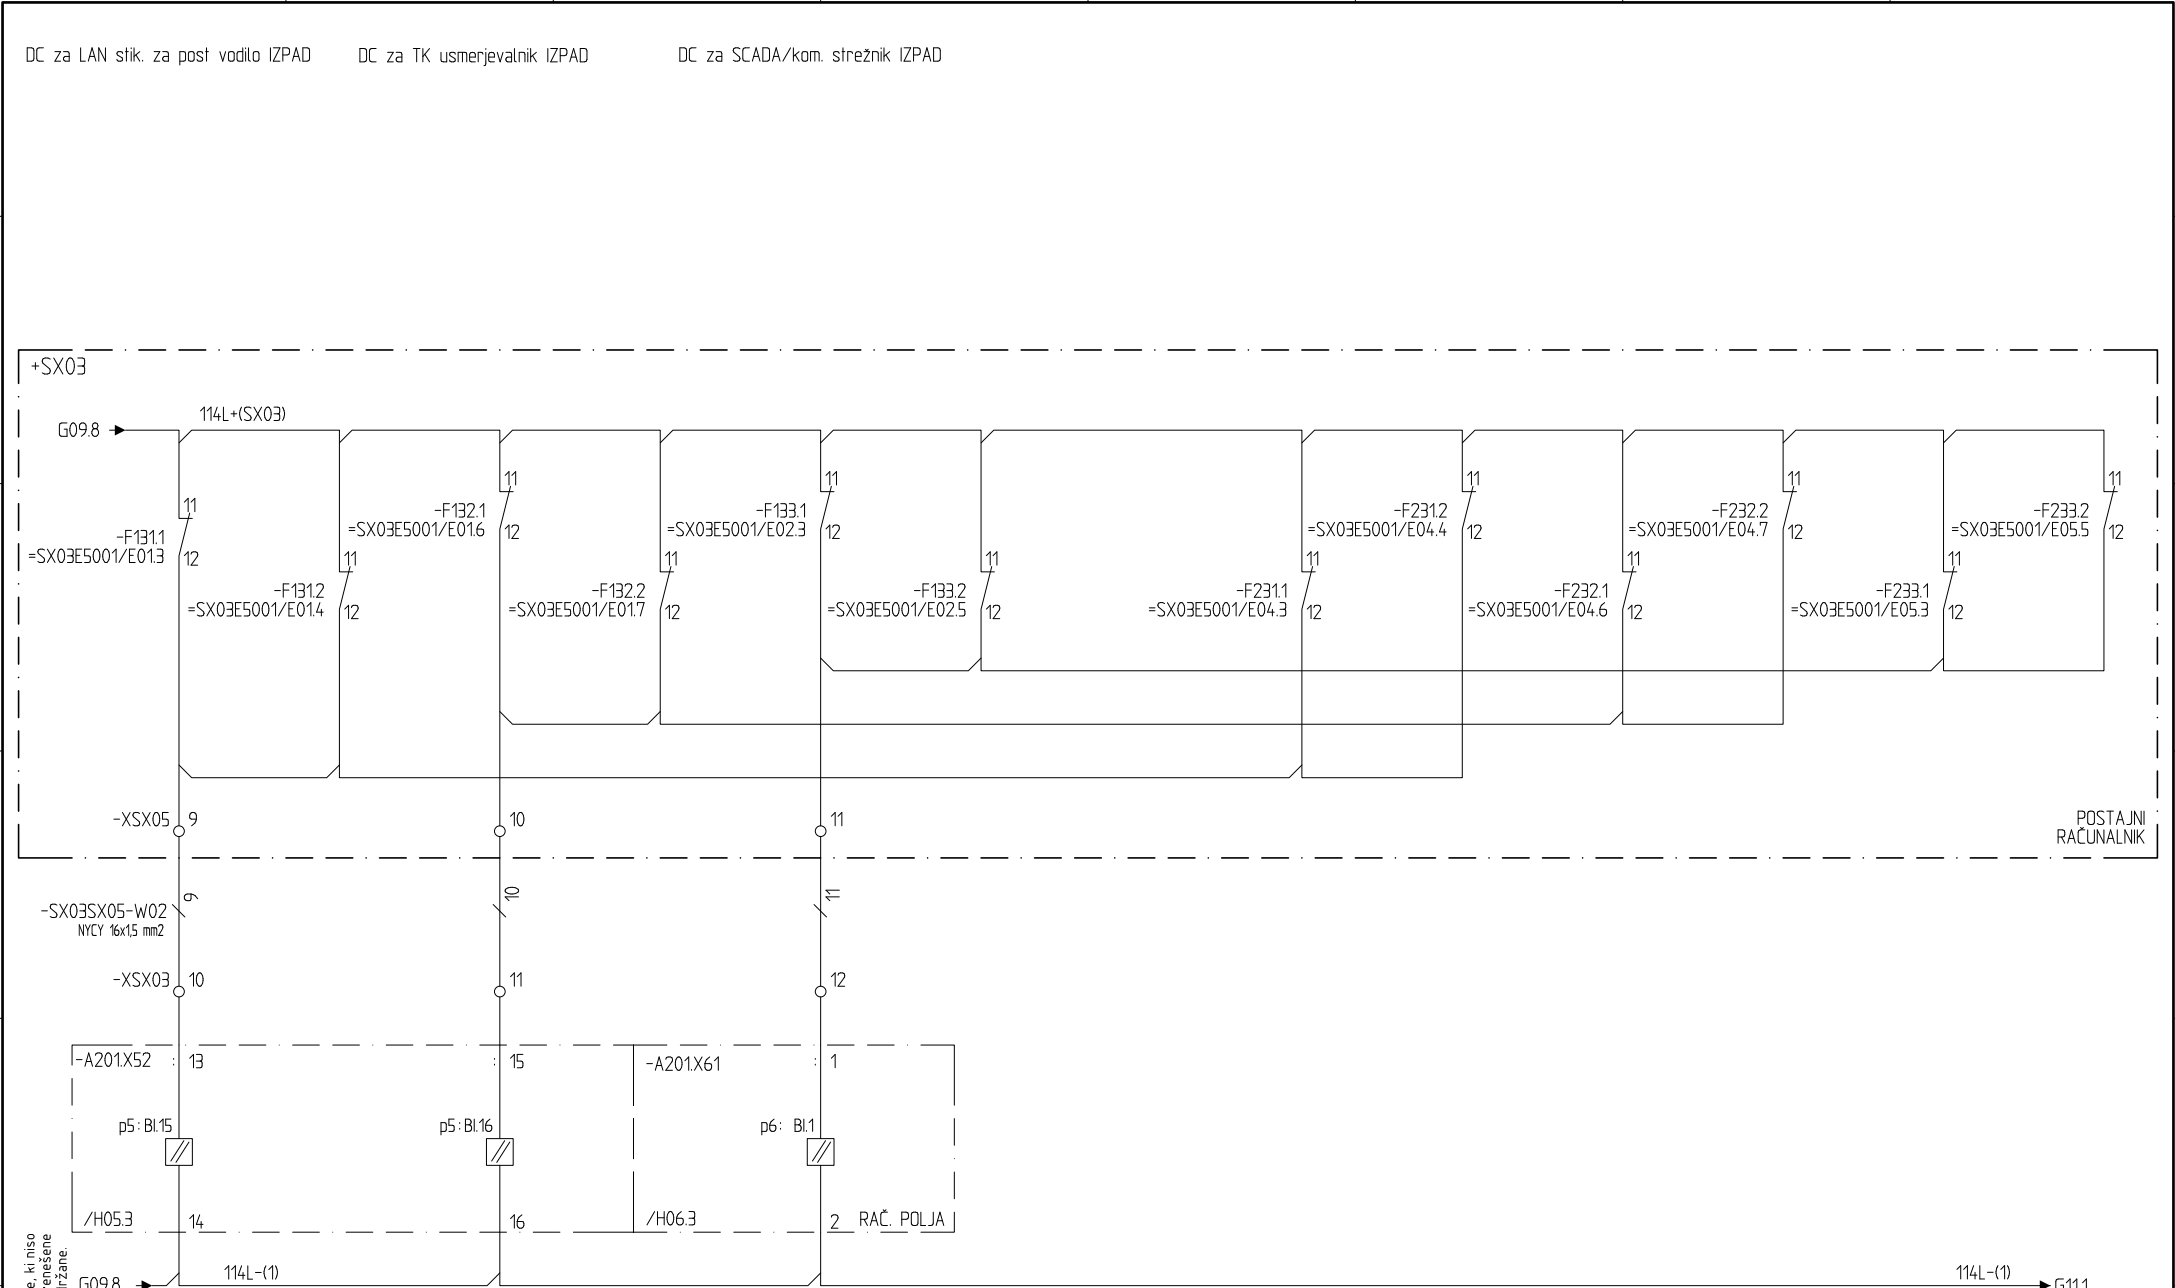 DC za LAN stik. za post vodilo IZPAD
DC za TK usmerjevalnik IZPAD
DC za SCADA/kom. strežnik IZPAD
+SX03
114L+(SX03)
G09.8
11
-F131.1
=SX03E5001/E01.3
12
11
-F131.2
=SX03E5001/E01.4
12
11
-F132.1
=SX03E5001/E01.6
12
11
-F132.2
=SX03E5001/E01.7
12
11
-F133.1
=SX03E5001/E02.3
12
11
-F133.2
=SX03E5001/E02.5
12
11
-F231.1
=SX03E5001/E04.3
12
11
-F231.2
=SX03E5001/E04.4
12
11
-F232.1
=SX03E5001/E04.6
12
11
-F232.2
=SX03E5001/E04.7
12
11
-F233.1
=SX03E5001/E05.3
12
11
-F233.2
=SX03E5001/E05.5
12
-XSX05 9
10
11
POSTAJNI
RAČUNALNIK
9
10
11
-SX03SX05-W02
NYCY 16x1,5 mm2
-XSX03 10
11
12
-A201.X52 : 13
: 15
-A201.X61 : 1
p5:BI.15
p5:BI.16
p6: BI.1
/H05.3 14
16
/H06.3 2 RAČ. POLJA
e, ki niso
enešene
ržane.
G09.8
114L-(1)
114L-(1)
G11.1